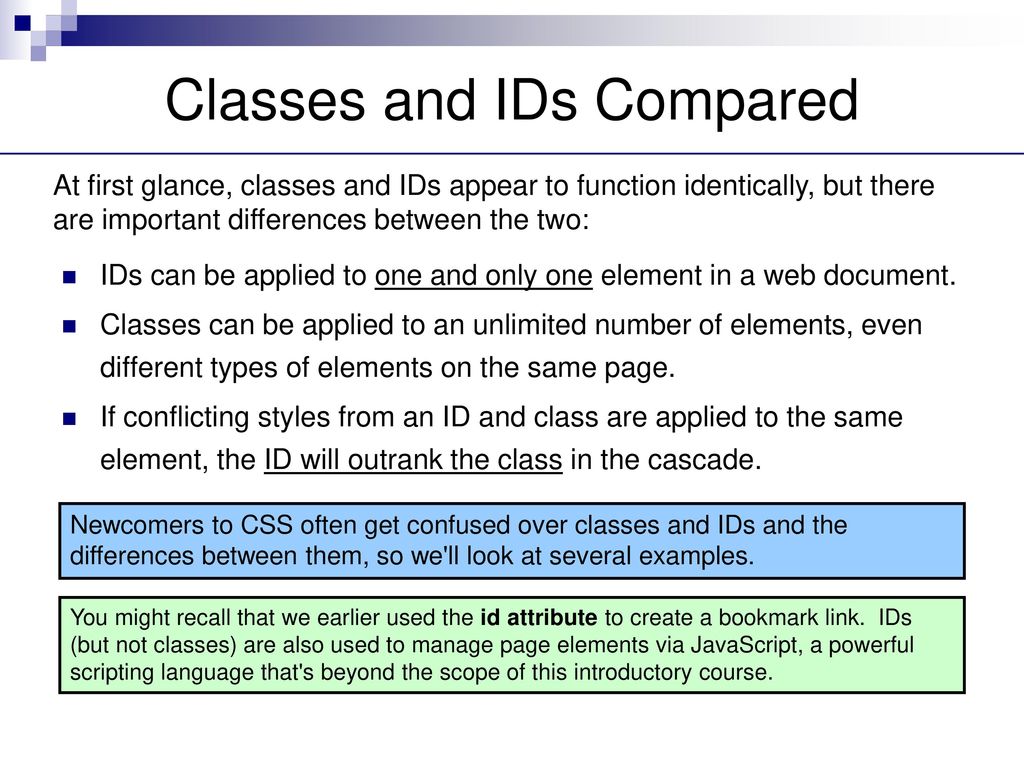 Classes and IDs Compared
At first glance, classes and IDs appear to function identically, but there
are important differences between the two:
IDs can be applied to one and only one element in a web document.
Classes can be applied to an unlimited number of elements, even
different types of elements on the same page.
If conflicting styles from an ID and class are applied to the same
element, the ID will outrank the class in the cascade.
Newcomers to CSS often get confused over classes and IDs and the
differences between them, so we'll look at several examples.
You might recall that we earlier used the id attribute to create a bookmark link.  IDs
(but not classes) are also used to manage page elements via JavaScript, a powerful
scripting language that's beyond the scope of this introductory course.